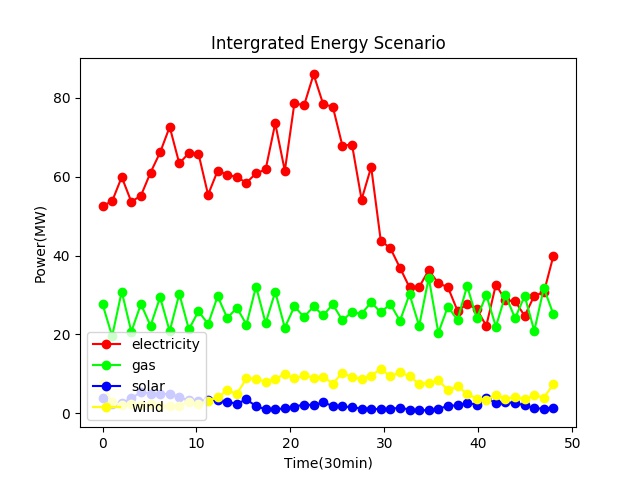 Intergrated Energy Scenario
Power(MW)
80
60
40
20
0
electricity
gas
solar
wind
0 10 20 30 40 50
Time(30min)